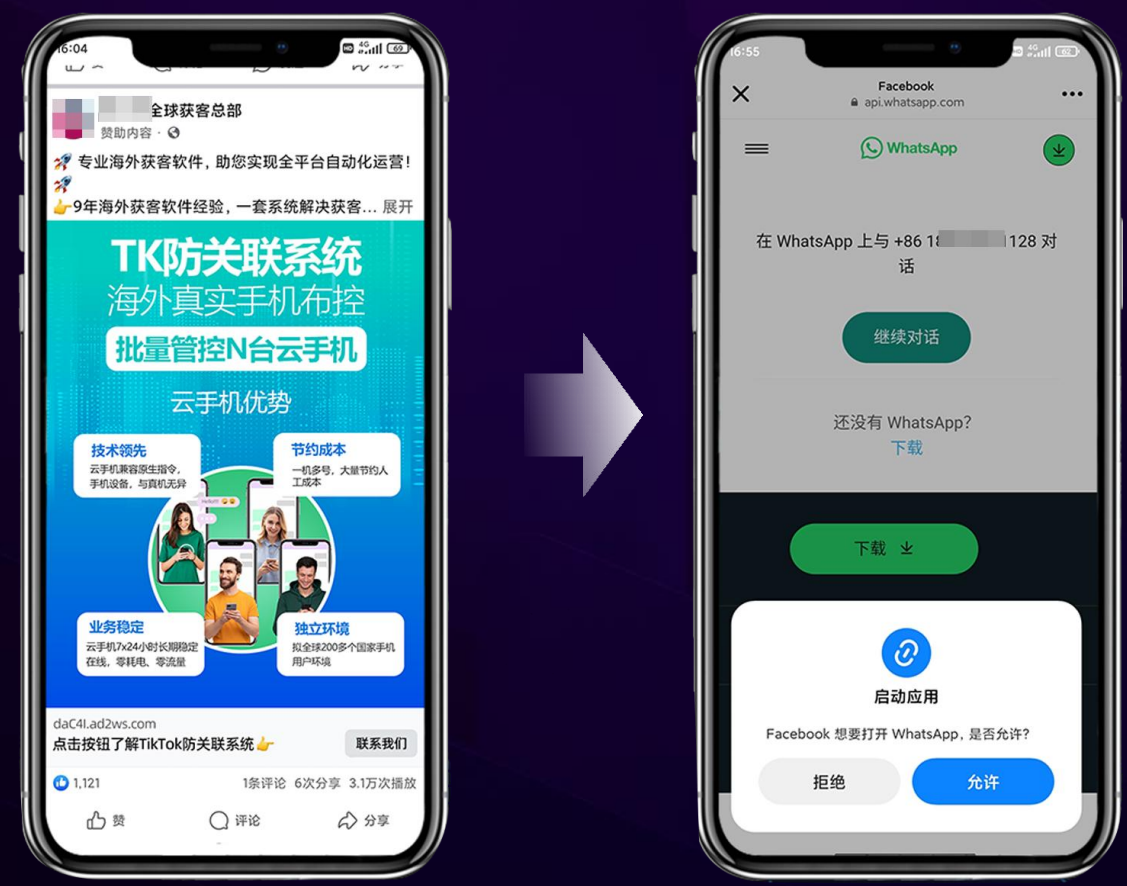 16:04
4G
69
全球获客总部
赞助内容 ·
🚀 专业海外获客软件，助您实现全平台自动化运营！
🚀
👉9年海外获客软件经验，一套系统解决获客... 展开
TK防关联系统
海外真实手机布控
批量管控N台云手机
云手机优势
技术领先
云手机兼容原生指令，
手机设备，与真机无异
节约成本
一机多号，大量节约人
工成本
业务稳定
云手机7x24小时长期稳定
在线，零耗电、零流量
独立环境
拟全球200多个国家手机
用户环境
daC4l.ad2ws.com
点击按钮了解TikTok防关联系统👉
联系我们
1,121
1条评论 6次分享 3.1万次播放
赞
评论
分享
16:55
4G
62
Facebook
api.whatsapp.com
WhatsApp
在 WhatsApp 上与 +86 18 1128 对
话
继续对话
还没有 WhatsApp？
下载
下载
启动应用
Facebook 想要打开 WhatsApp，是否允许？
拒绝
允许